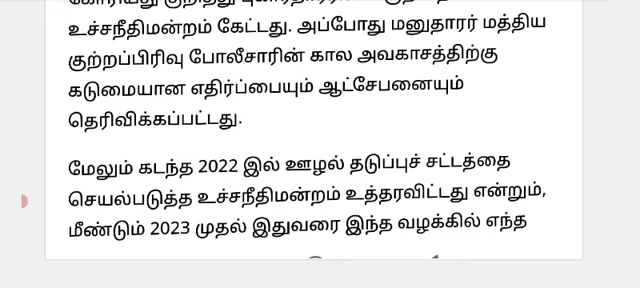 உச்சநீதிமன்றம் கேட்டது. அப்போது மனுதாரர் மத்திய
குற்றப்பிரிவு போலீசாரின் கால அவகாசத்திற்கு
கடுமையான எதிர்ப்பையும் ஆட்சேபனையும்
தெரிவிக்கப்பட்டது.
மேலும் கடந்த 2022 இல் ஊழல் தடுப்புச் சட்டத்தை
செயல்படுத்த உச்சநீதிமன்றம் உத்தரவிட்டது என்றும்,
மீண்டும் 2023 முதல் இதுவரை இந்த வழக்கில் எந்த